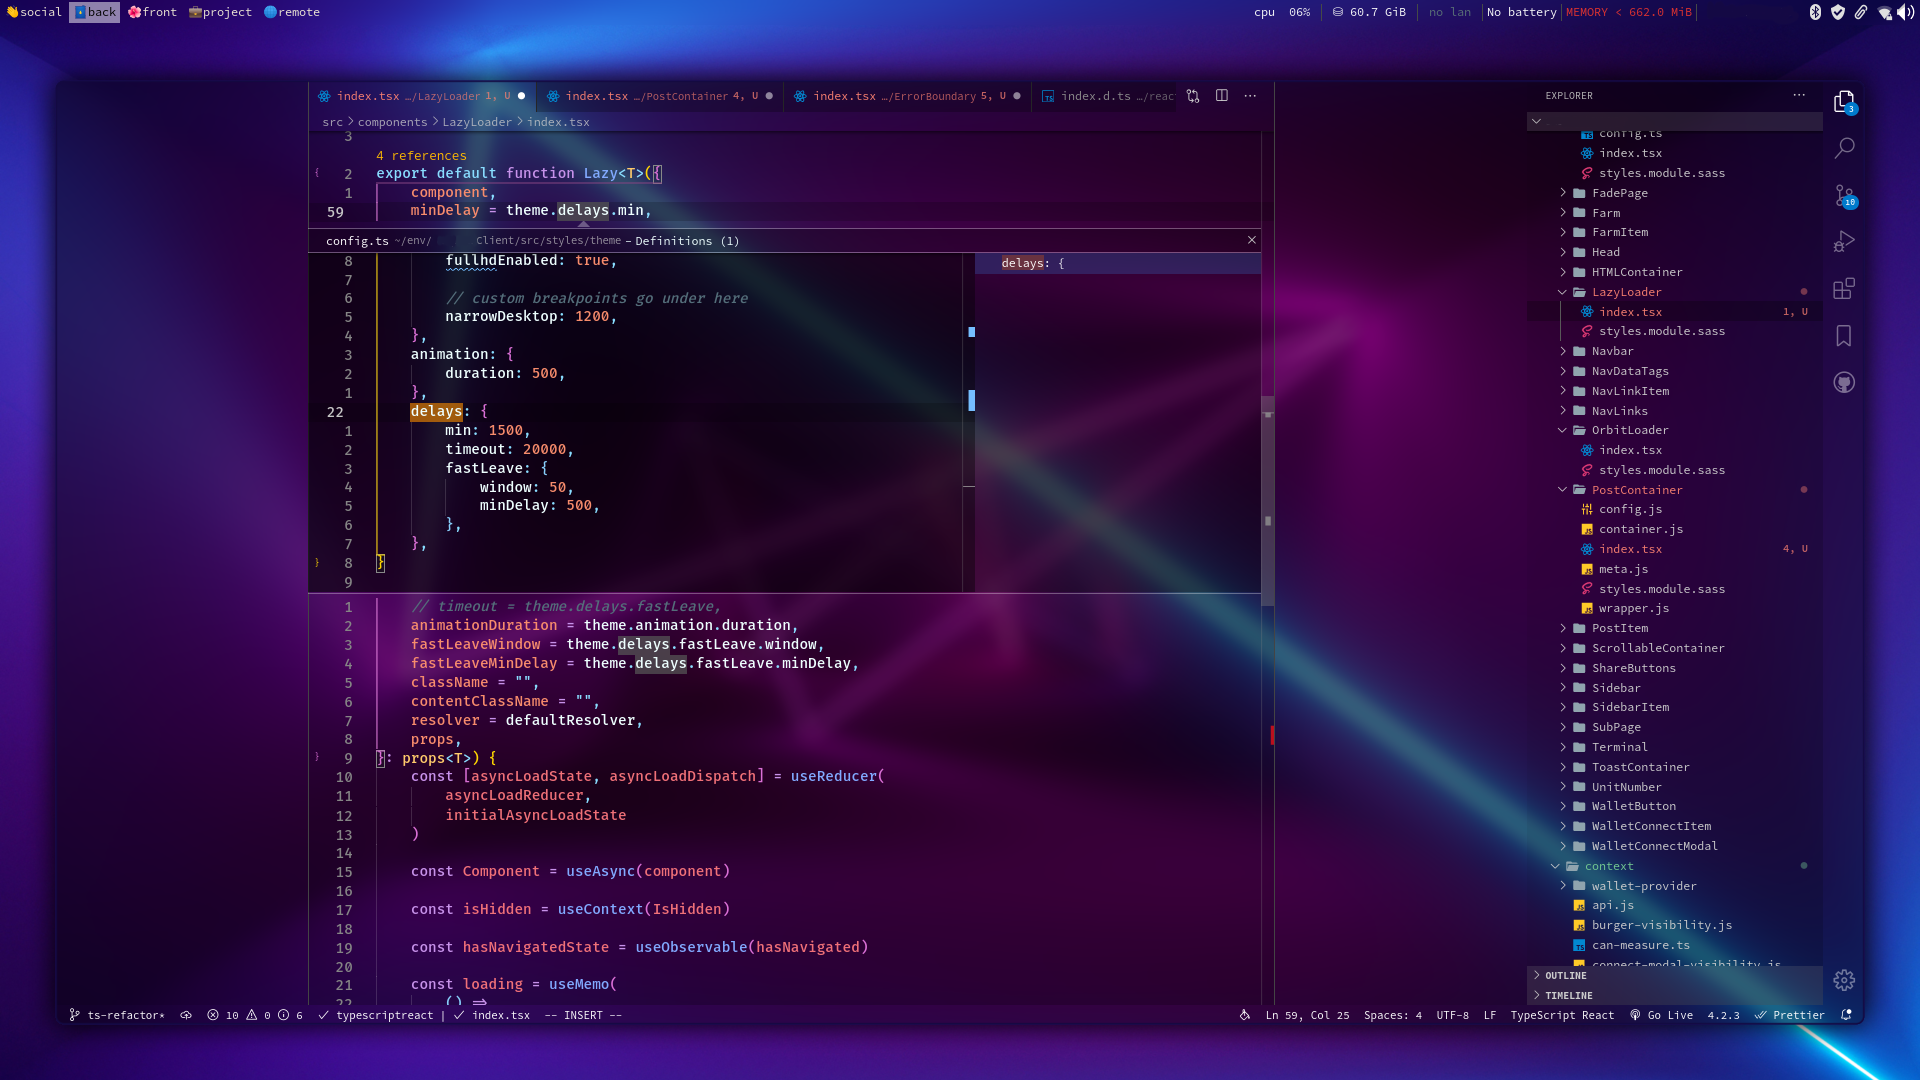 👋social 🂠back 🌸front 💼project 🌐remote
cpu 06% 60.7 GiB no lan No battery MEMORY < 662.0 MiB
index.tsx …/LazyLoader 1, U
index.tsx …/PostContainer 4, U
index.tsx …/ErrorBoundary 5, U
index.d.ts …/reac
src > components > LazyLoader > index.tsx
3
4 references
2 export default function Lazy<T>({
1 component,
59 minDelay = theme.delays.min,
config.ts ~/env/ Client/src/styles/theme – Definitions (1)
8 fullhdEnabled: true,
7
6 // custom breakpoints go under here
5 narrowDesktop: 1200,
4 },
3 animation: {
2 duration: 500,
1 },
22 delays: {
1 min: 1500,
2 timeout: 20000,
3 fastLeave: {
4 window: 50,
5 minDelay: 500,
6 },
7 },
8 }
9
delays: {
1 // timeout = theme.delays.fastLeave,
2 animationDuration = theme.animation.duration,
3 fastLeaveWindow = theme.delays.fastLeave.window,
4 fastLeaveMinDelay = theme.delays.fastLeave.minDelay,
5 className = "",
6 contentClassName = "",
7 resolver = defaultResolver,
8 props,
9 }: props<T>) {
10 const [asyncLoadState, asyncLoadDispatch] = useReducer(
11 asyncLoadReducer,
12 initialAsyncLoadState
13 )
14
15 const Component = useAsync(component)
16
17 const isHidden = useContext(IsHidden)
18
19 const hasNavigatedState = useObservable(hasNavigated)
20
21 const loading = useMemo(
22 () =>
EXPLORER
config.ts
index.tsx
styles.module.sass
FadePage
Farm
FarmItem
Head
HTMLContainer
LazyLoader
index.tsx 1, U
styles.module.sass
Navbar
NavDataTags
NavLinkItem
NavLinks
OrbitLoader
index.tsx
styles.module.sass
PostContainer
config.js
container.js
index.tsx 4, U
meta.js
styles.module.sass
wrapper.js
PostItem
ScrollableContainer
ShareButtons
Sidebar
SidebarItem
SubPage
Terminal
ToastContainer
UnitNumber
WalletButton
WalletConnectItem
WalletConnectModal
context
wallet-provider
api.js
burger-visibility.js
can-measure.ts
connect-modal-visibility.js
OUTLINE
TIMELINE
3
10
ts-refactor* 10 0 6 typescriptreact | index.tsx -- INSERT --
Ln 59, Col 25 Spaces: 4 UTF-8 LF TypeScript React Go Live 4.2.3 Prettier